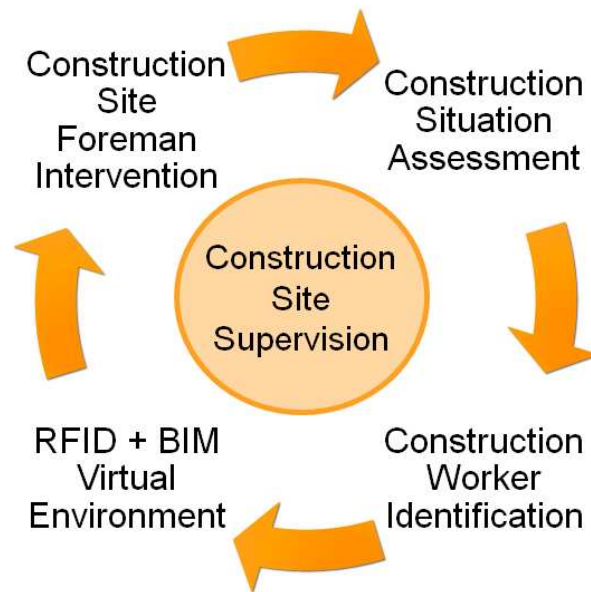 Construction
Site
Foreman
Intervention
Construction
Situation
Assessment
Construction
Site
Supervision
RFID + BIM
Virtual
Environment
Construction
Worker
Identification